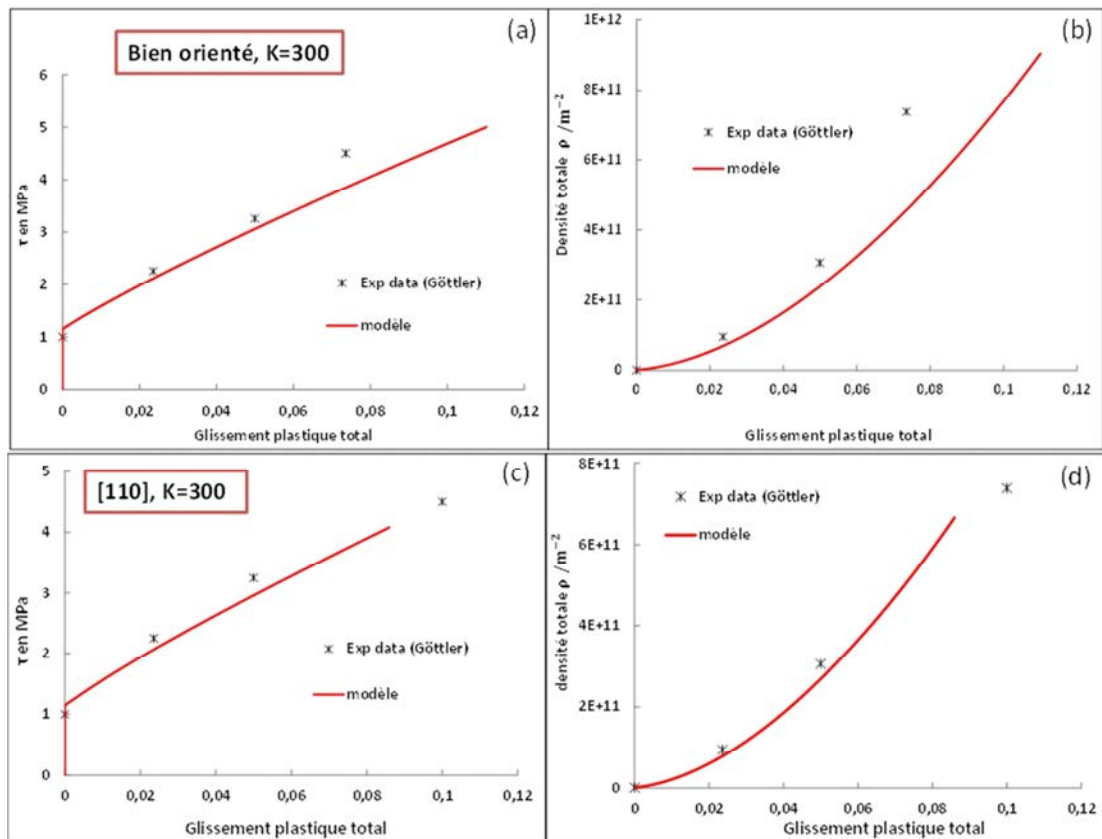 (a)
Bien orienté, K=300
6
5
4
3
2
1
0
τ en MPa
Exp data (Göttler)
modèle
0 0,02 0,04 0,06 0,08 0,1 0,12
Glissement plastique total
(b)
1E+12
8E+11
6E+11
4E+11
2E+11
0
Densité totale ρ /m⁻²
Exp data (Göttler)
modèle
0 0,02 0,04 0,06 0,08 0,1 0,12
Glissement plastique total
(c)
[110], K=300
5
4
3
2
1
0
τ en MPa
Exp data (Göttler)
modèle
0 0,02 0,04 0,06 0,08 0,1 0,12
Glissement plastique total
(d)
8E+11
6E+11
4E+11
2E+11
0
densité totale ρ /m⁻²
Exp data (Göttler)
modèle
0 0,02 0,04 0,06 0,08 0,1 0,12
Glissement plastique total